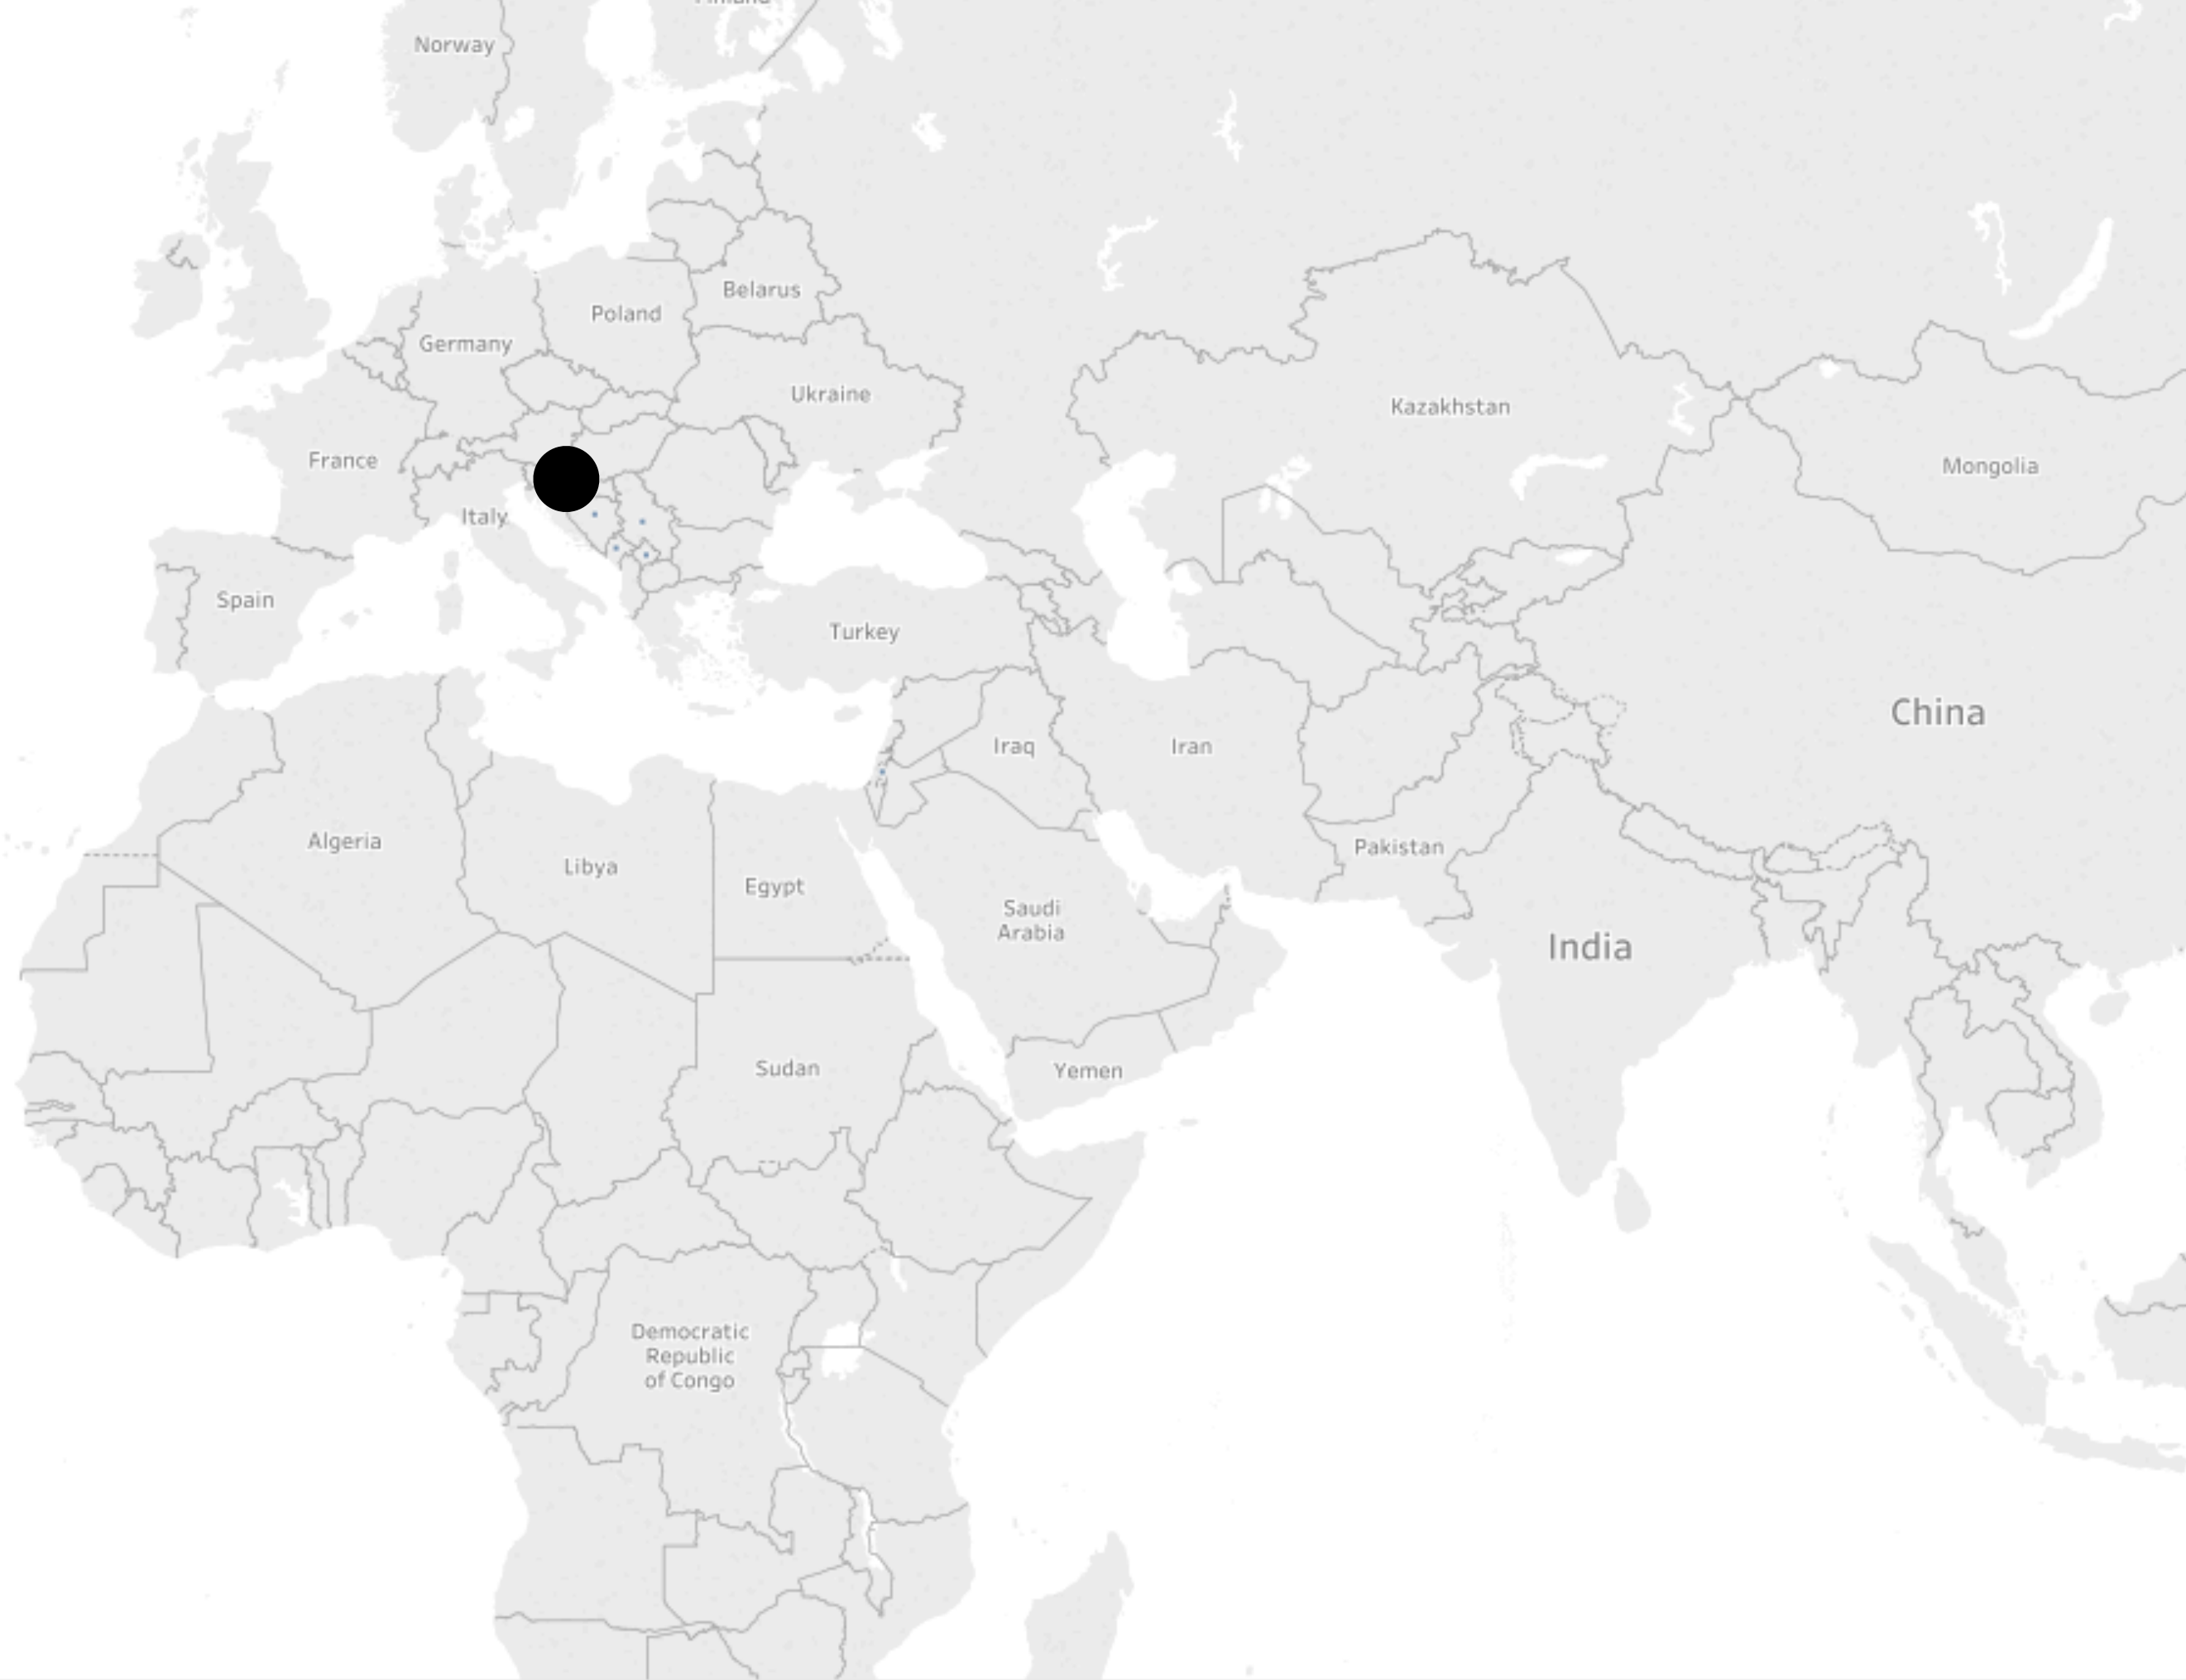 Norway
Belarus
Poland
Germany
Ukraine
Kazakhstan
France
Mongolia
Italy
Spain
Turkey
China
Iraq
Iran
Algeria
Pakistan
Libya
Egypt
Saudi
Arabia
India
Sudan
Yemen
Democratic
Republic
of Congo